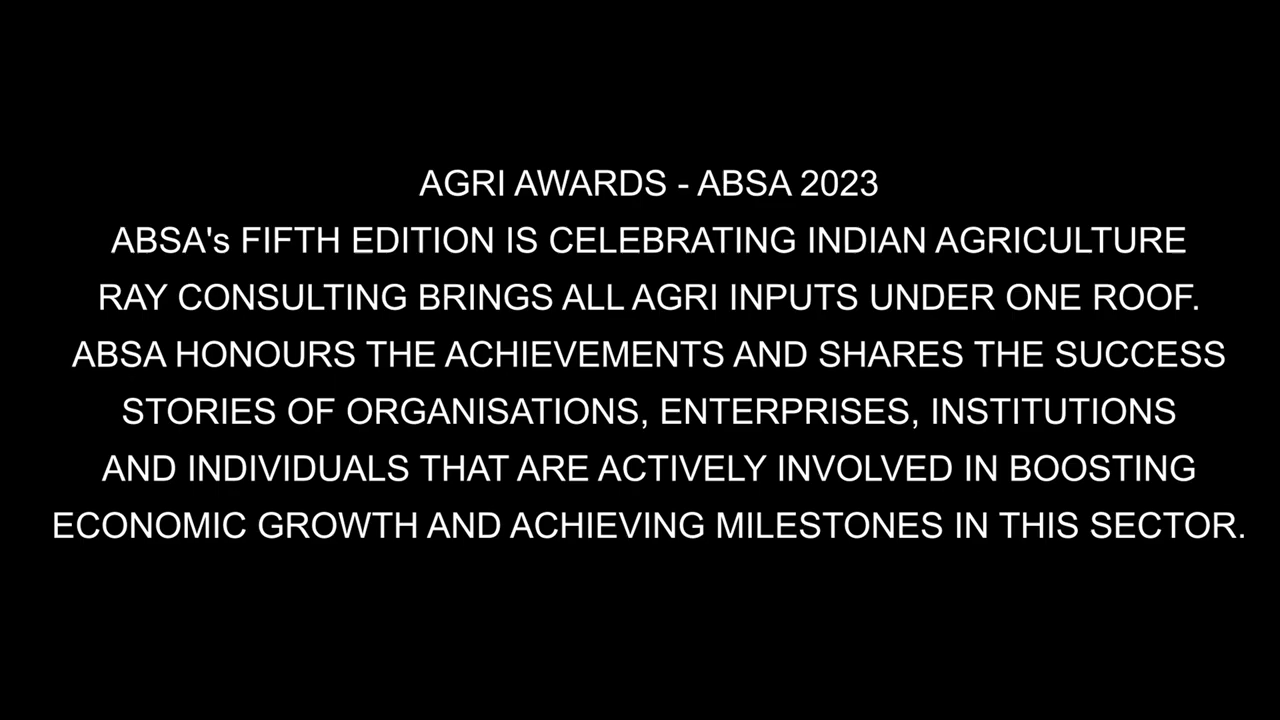 AGRI AWARDS - ABSA 2023
ABSA's FIFTH EDITION IS CELEBRATING INDIAN AGRICULTURE
RAY CONSULTING BRINGS ALL AGRI INPUTS UNDER ONE ROOF.
ABSA HONOURS THE ACHIEVEMENTS AND SHARES THE SUCCESS
STORIES OF ORGANISATIONS, ENTERPRISES, INSTITUTIONS
AND INDIVIDUALS THAT ARE ACTIVELY INVOLVED IN BOOSTING
ECONOMIC GROWTH AND ACHIEVING MILESTONES IN THIS SECTOR.